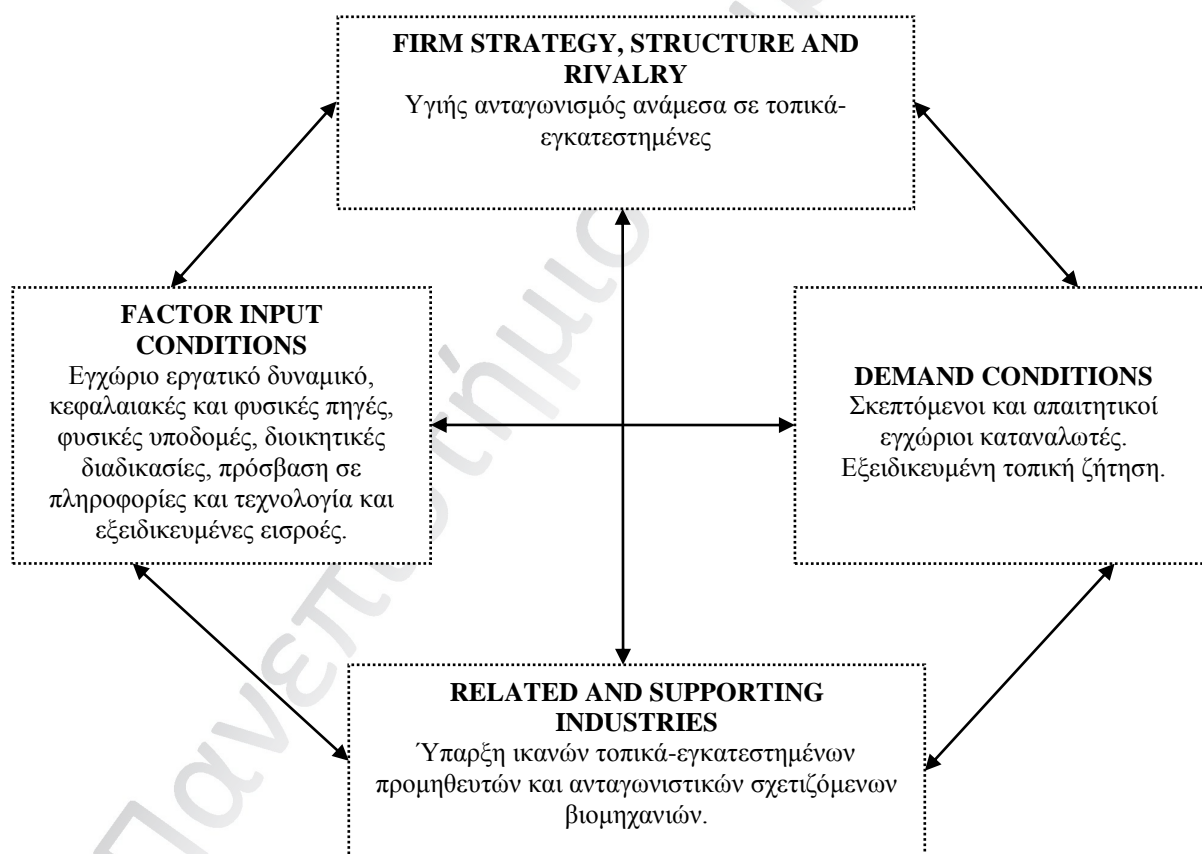 FIRM STRATEGY, STRUCTURE AND
RIVALRY
Υγιής ανταγωνισμός ανάμεσα σε τοπικά-
εγκατεστημένες
FACTOR INPUT
CONDITIONS
Εγχώριο εργατικό δυναμικό,
κεφαλαιακές και φυσικές πηγές,
φυσικές υποδομές, διοικητικές
διαδικασίες, πρόσβαση σε
πληροφορίες και τεχνολογία και
εξειδικευμένες εισροές.
DEMAND CONDITIONS
Σκεπτόμενοι και απαιτητικοί
εγχώριοι καταναλωτές.
Εξειδικευμένη τοπική ζήτηση.
RELATED AND SUPPORTING
INDUSTRIES
Ύπαρξη ικανών τοπικά-εγκατεστημένων
προμηθευτών και ανταγωνιστικών σχετιζόμενων
βιομηχανιών.
Πανεπιστήμιο